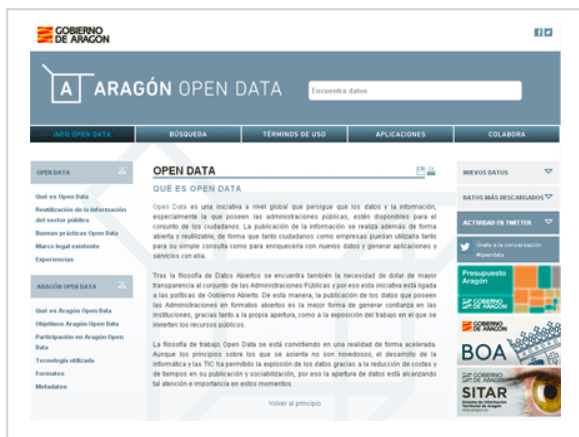 GOBIERNO
DE ARAGON
A ARAGÓN OPEN DATA
Encuentra datos
INFO OPEN DATA
BÚSQUEDA
TÉRMINOS DE USO
APLICACIONES
COLABORA
OPEN DATA
Qué es Open Data
Reutilización de la información
del sector público
Buenas prácticas Open Data
Marco legal existente
Experiencias
ARAGÓN OPEN DATA
Qué es Aragón Open Data
Objetivos Aragón Open Data
Participación en Aragón Open
Data
Tecnología utilizada
Formatos
Metadatos
OPEN DATA
QUÉ ES OPEN DATA
Open Data es una iniciativa a nivel global que persigue que los datos y la información,
especialmente la que poseen las administraciones públicas, estén disponibles para el
conjunto de los ciudadanos. La publicación de la información se realiza además de forma
abierta y reutilizable, de forma que tanto ciudadanos como empresas puedan utilizarla tanto
para su simple consulta como para enriquecerla con nuevos datos y generar aplicaciones y
servicios con ella.
Tras la filosofía de Datos Abiertos se encuentra también la necesidad de dotar de mayor
transparencia al conjunto de las Administraciones Públicas y por eso esta iniciativa está ligada
a las políticas de Gobierno Abierto. De esta manera, la publicación de los datos que poseen
las Administraciones en formatos abiertos es la mejor forma de generar confianza en las
instituciones, gracias tanto a la propia apertura, como a la exposición del trabajo en el que se
invierten los recursos públicos.
La filosofía de trabajo Open Data se está convirtiendo en una realidad de forma acelerada.
Aunque los principios sobre los que se asienta no son novedosos, el desarrollo de la
informática y las TIC ha permitido la explosión de los datos gracias a la reducción de costes y
de tiempos en su publicación y sociabilización, por eso la apertura de datos está alcanzando
tal atención e importancia en estos momentos.
Volver al principio
NUEVOS DATOS
DATOS MÁS DESCARGADOS
ACTIVIDAD EN TWITTER
Únete a la conversación
#opendata
Presupuesto
Aragón
GOBIERNO
DE ARAGON
GOBIERNO
DE ARAGON
BOA
GOBIERNO
DE ARAGON
SITAR
Sistema de Información
Territorial de Aragón